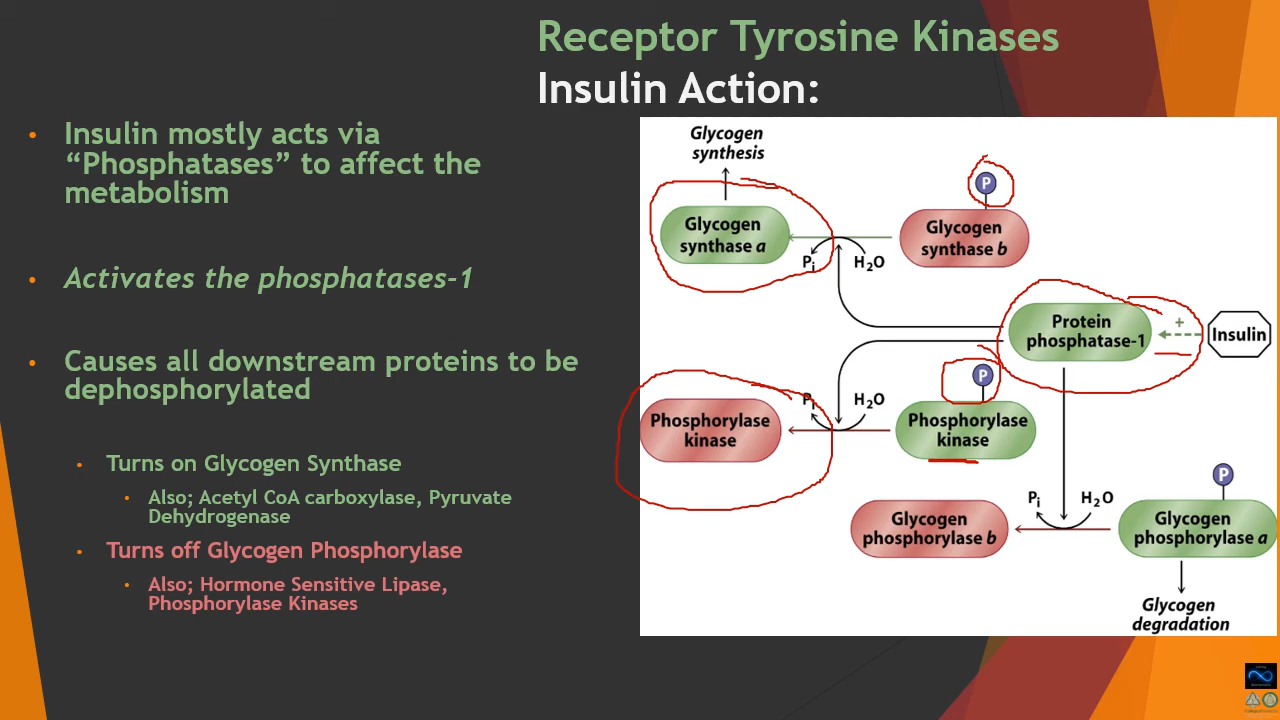 Receptor Tyrosine Kinases
Insulin Action:
• Insulin mostly acts via
“Phosphatases” to affect the
metabolism
• Activates the phosphatases-1
• Causes all downstream proteins to be
dephosphorylated
• Turns on Glycogen Synthase
• Also; Acetyl CoA carboxylase, Pyruvate
Dehydrogenase
• Turns off Glycogen Phosphorylase
• Also; Hormone Sensitive Lipase,
Phosphorylase Kinases
Glycogen
synthesis
P
Glycogen
synthase a
Pi
H2O
Glycogen
synthase b
Protein
phosphatase-1
+
Insulin
P
Phosphorylase
kinase
Pi
H2O
Phosphorylase
kinase
P
Glycogen
phosphorylase b
Pi
H2O
Glycogen
phosphorylase a
Glycogen
degradation